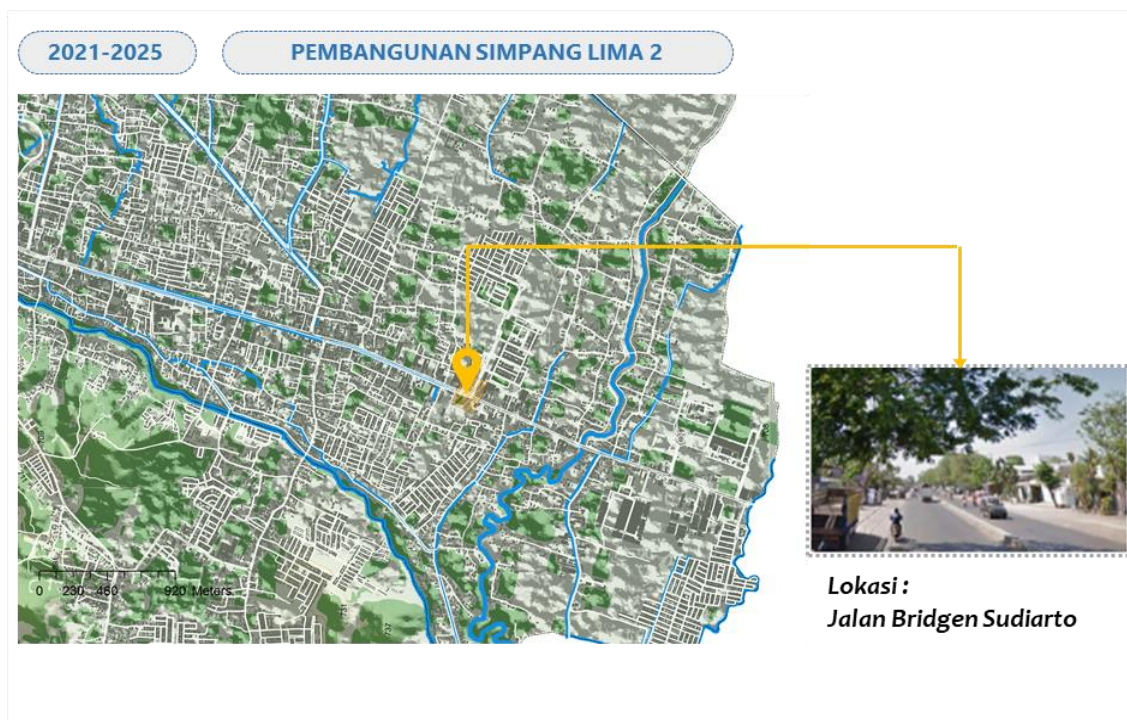 2021-2025
PEMBANGUNAN SIMPANG LIMA 2
0 230 460 920 Meters
Lokasi :
Jalan Bridgen Sudiarto